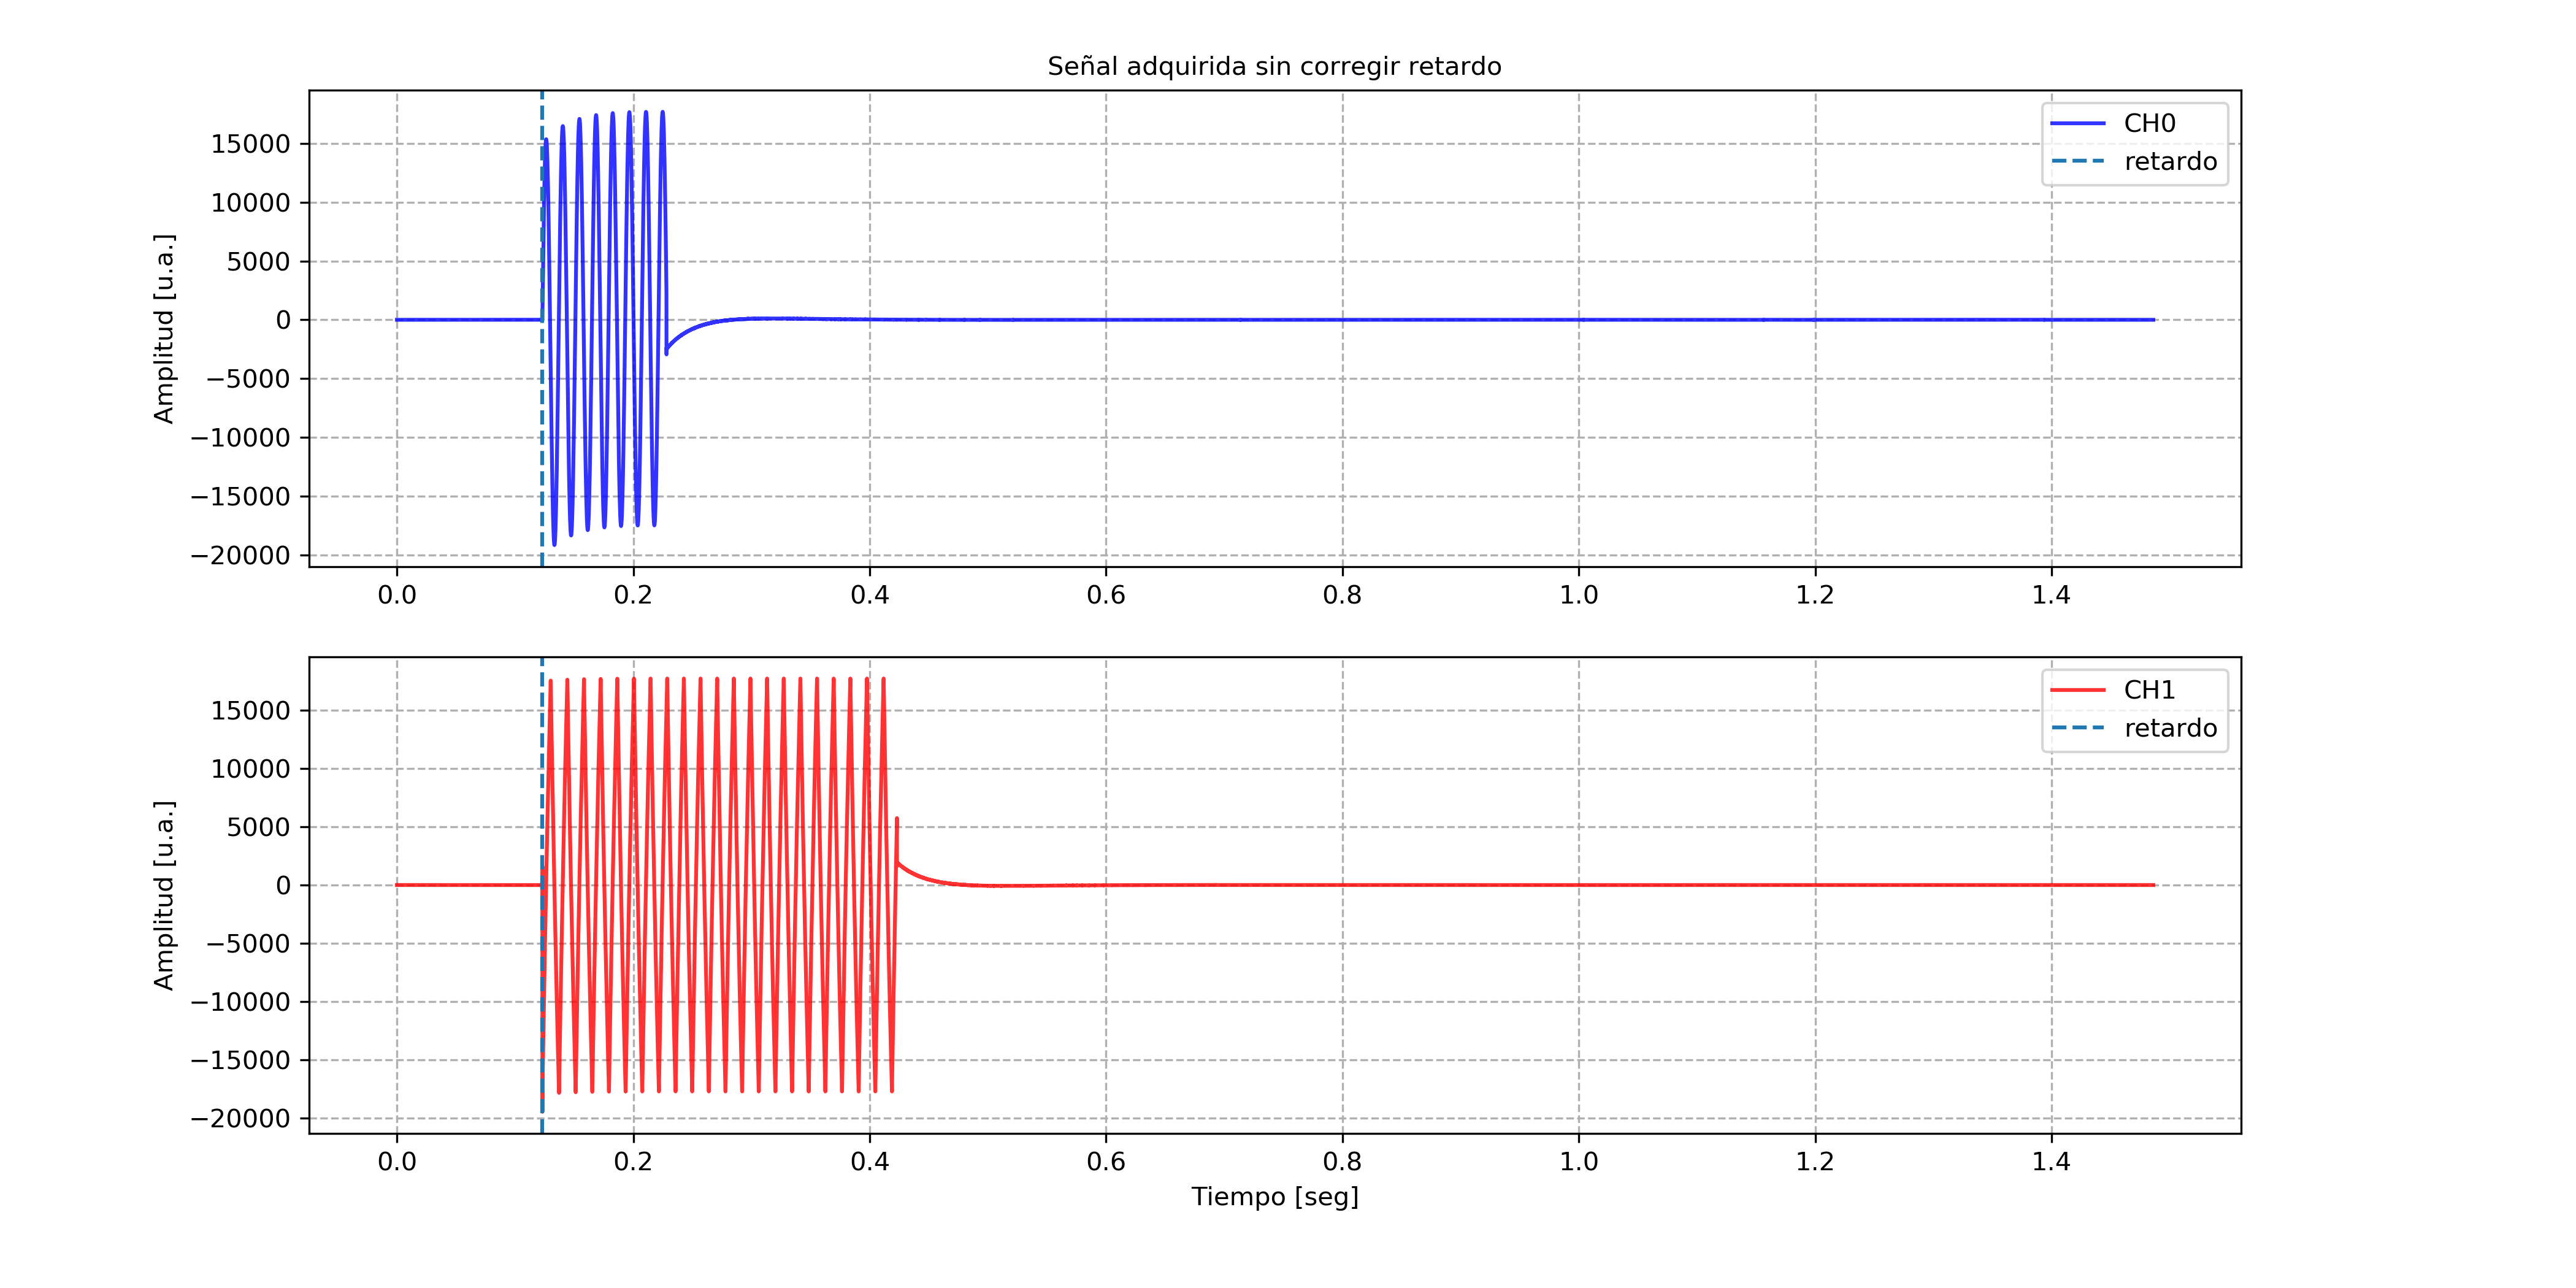 Señal adquirida sin corregir retardo
Amplitud [u.a.]
15000
10000
5000
0
−5000
−10000
−15000
−20000
CH0
retardo
0.0 0.2 0.4 0.6 0.8 1.0 1.2 1.4
Amplitud [u.a.]
15000
10000
5000
0
−5000
−10000
−15000
−20000
CH1
retardo
0.0 0.2 0.4 0.6 0.8 1.0 1.2 1.4
Tiempo [seg]